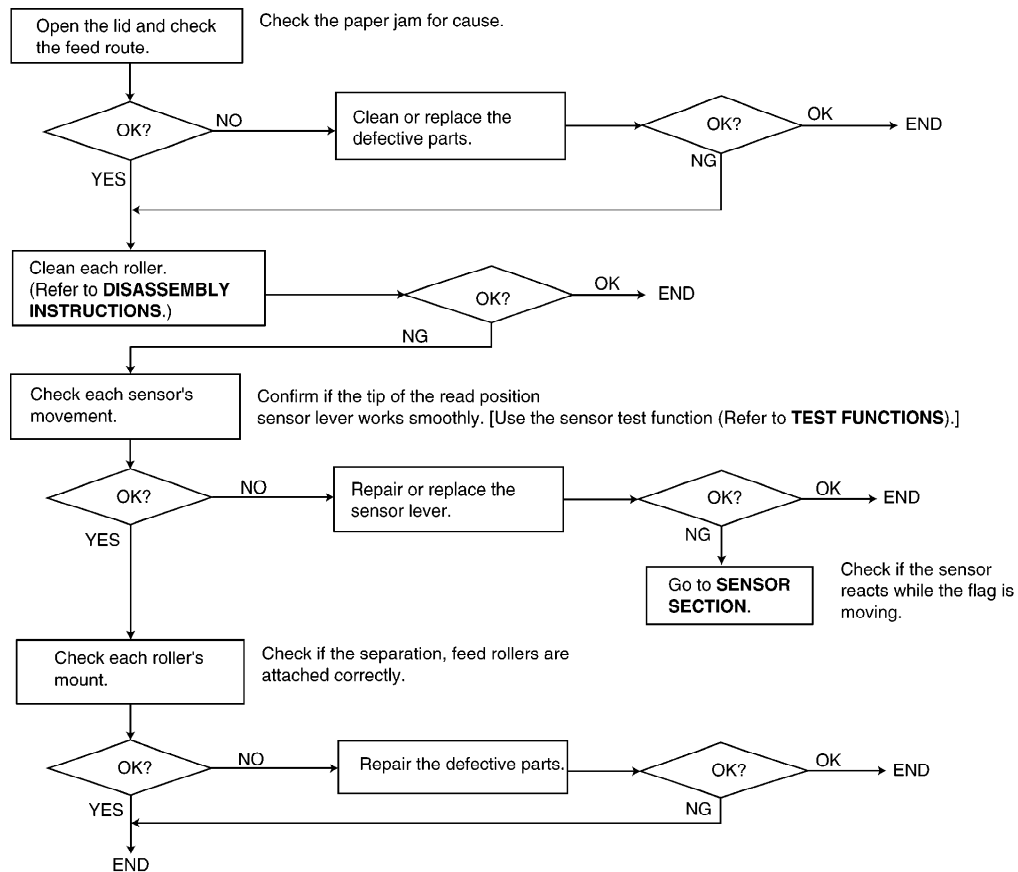 Open the lid and check
the feed route.
Check the paper jam for cause.
OK?
NO
Clean or replace the
defective parts.
OK?
OK
END
NG
YES
Clean each roller.
(Refer to DISASSEMBLY
INSTRUCTIONS.)
OK?
OK
END
NG
Check each sensor's
movement.
Confirm if the tip of the read position
sensor lever works smoothly. [Use the sensor test function (Refer to TEST FUNCTIONS).]
OK?
NO
Repair or replace the
sensor lever.
OK?
OK
END
YES
NG
Go to SENSOR
SECTION.
Check if the sensor
reacts while the flag is
moving.
Check each roller's
mount.
Check if the separation, feed rollers are
attached correctly.
OK?
NO
Repair the defective parts.
OK?
OK
END
YES
NG
END